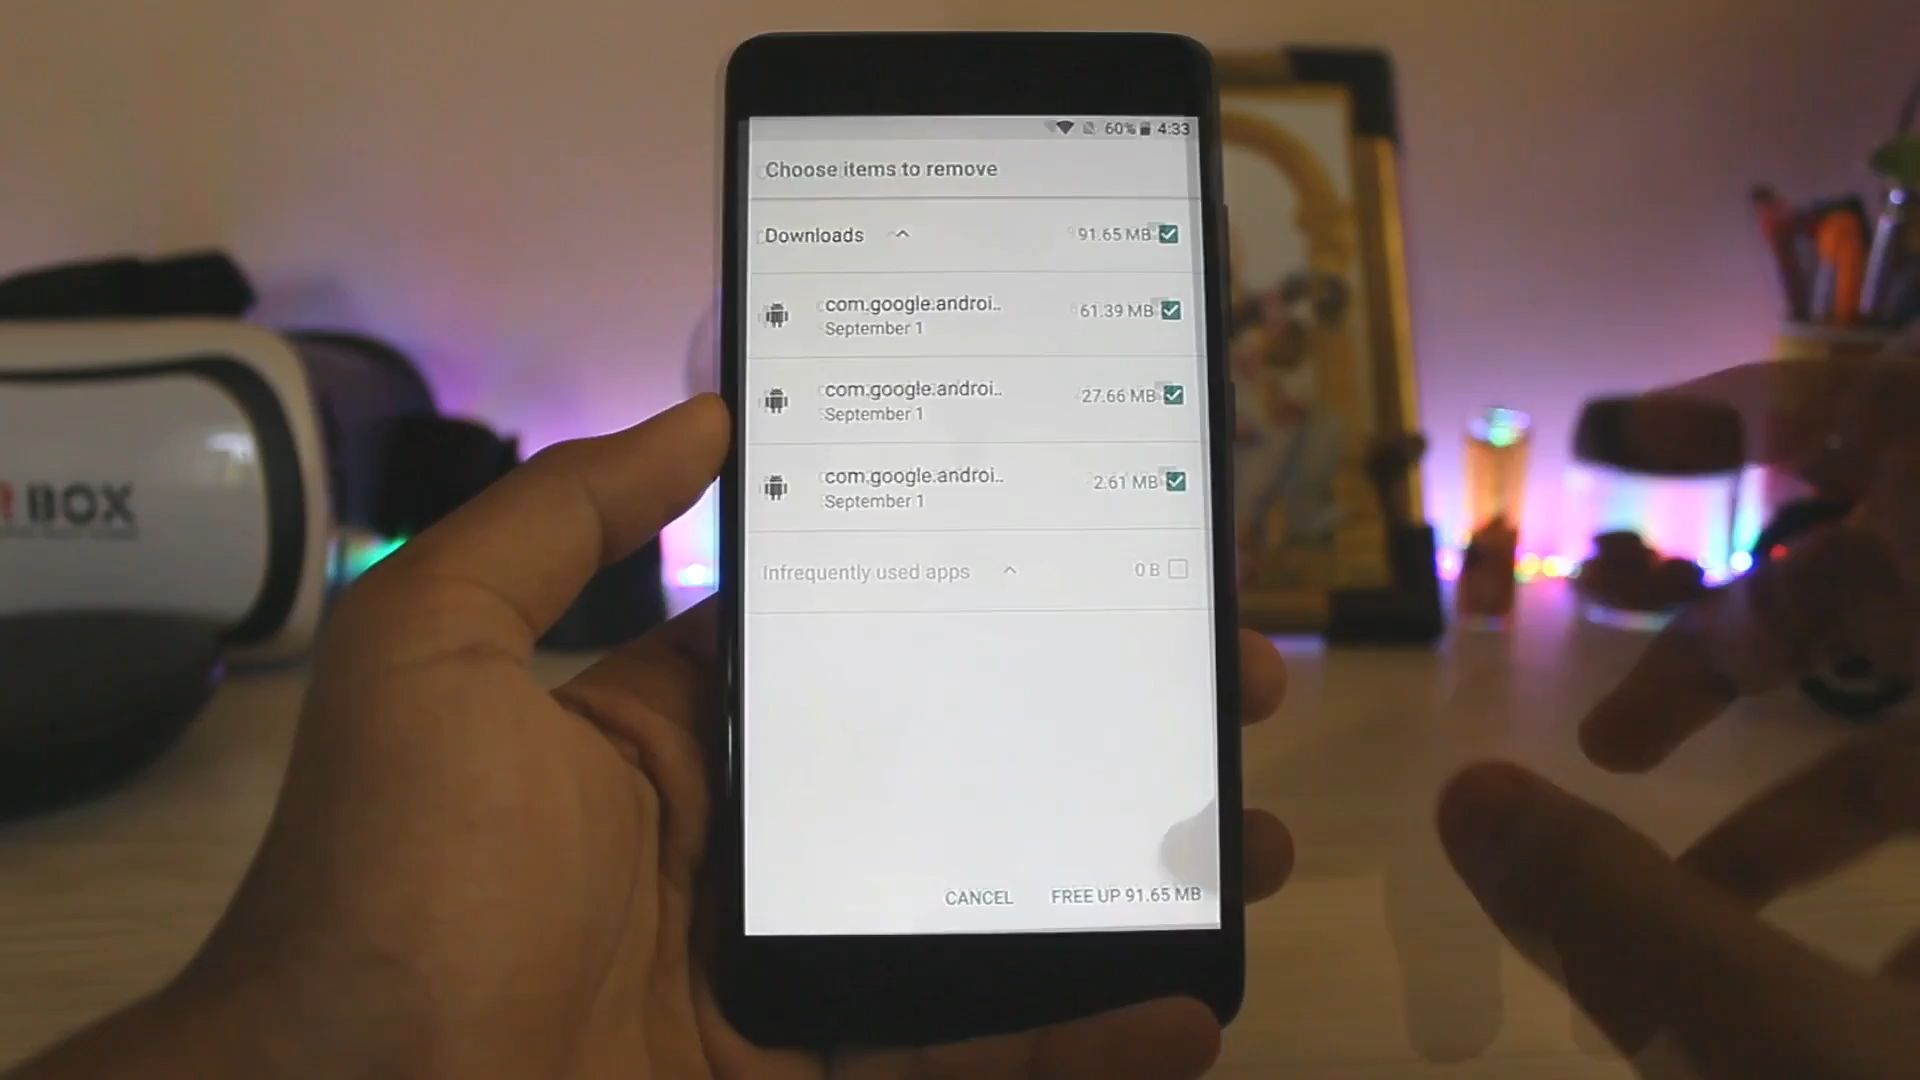 60% 4:33
Choose items to remove
Downloads 91.65 MB
com.google.androi.. 61.39 MB
September 1
com.google.androi.. 27.66 MB
September 1
com.google.androi.. 2.61 MB
September 1
Infrequently used apps 0 B
CANCEL FREE UP 91.65 MB
R BOX